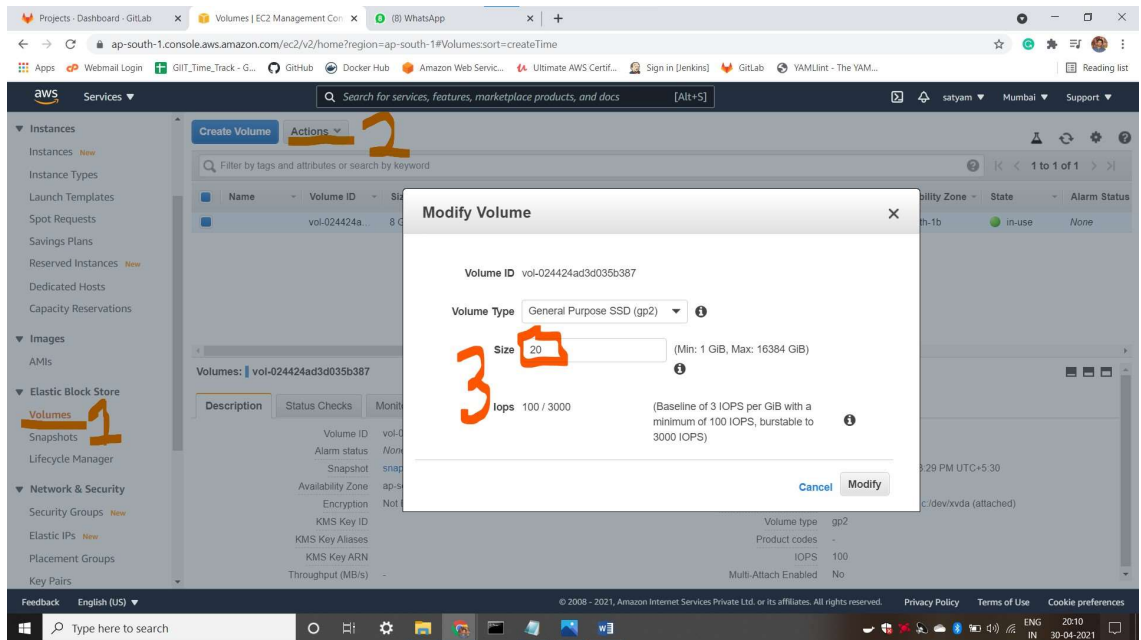 Projects · Dashboard · GitLab
Volumes | EC2 Management Con
(8) WhatsApp
ap-south-1.console.aws.amazon.com/ec2/v2/home?region=ap-south-1#Volumes:sort=createTime
Apps
Webmail Login
GIIT_Time_Track - G...
GitHub
Docker Hub
Amazon Web Servic...
Ultimate AWS Certif...
Sign in [Jenkins]
GitLab
YAMLlint - The YAM...
Reading list
aws
Services
Search for services, features, marketplace products, and docs
[Alt+S]
satyam
Mumbai
Support
Instances
Instances New
Instance Types
Launch Templates
Spot Requests
Savings Plans
Reserved Instances New
Dedicated Hosts
Capacity Reservations
Images
AMIs
Elastic Block Store
Volumes
1
Snapshots
Lifecycle Manager
Network & Security
Security Groups New
Elastic IPs New
Placement Groups
Key Pairs
Create Volume
Actions
2
Filter by tags and attributes or search by keyword
1 to 1 of 1
Name
Volume ID
Siz
bility Zone
State
Alarm Status
vol-024424a...
8 G
th-1b
in-use
None
Modify Volume
Volume ID vol-024424ad3d035b387
Volume Type General Purpose SSD (gp2)
3
Size 20 (Min: 1 GiB, Max: 16384 GiB)
Iops 100 / 3000 (Baseline of 3 IOPS per GiB with a
minimum of 100 IOPS, burstable to
3000 IOPS)
Cancel
Modify
Volumes: vol-024424ad3d035b387
Description
Status Checks
Monit
Volume ID vol-0
Alarm status Non
Snapshot snap
Availability Zone ap-s
Encryption Not
KMS Key ID
KMS Key Aliases
KMS Key ARN
Throughput (MB/s) -
:29 PM UTC+5:30
c:/dev/xvda (attached)
Volume type gp2
Product codes -
IOPS 100
Multi-Attach Enabled No
Feedback
English (US)
© 2008 - 2021, Amazon Internet Services Private Ltd. or its affiliates. All rights reserved.
Privacy Policy
Terms of Use
Cookie preferences
Type here to search
ENG
IN
20:10
30-04-2021